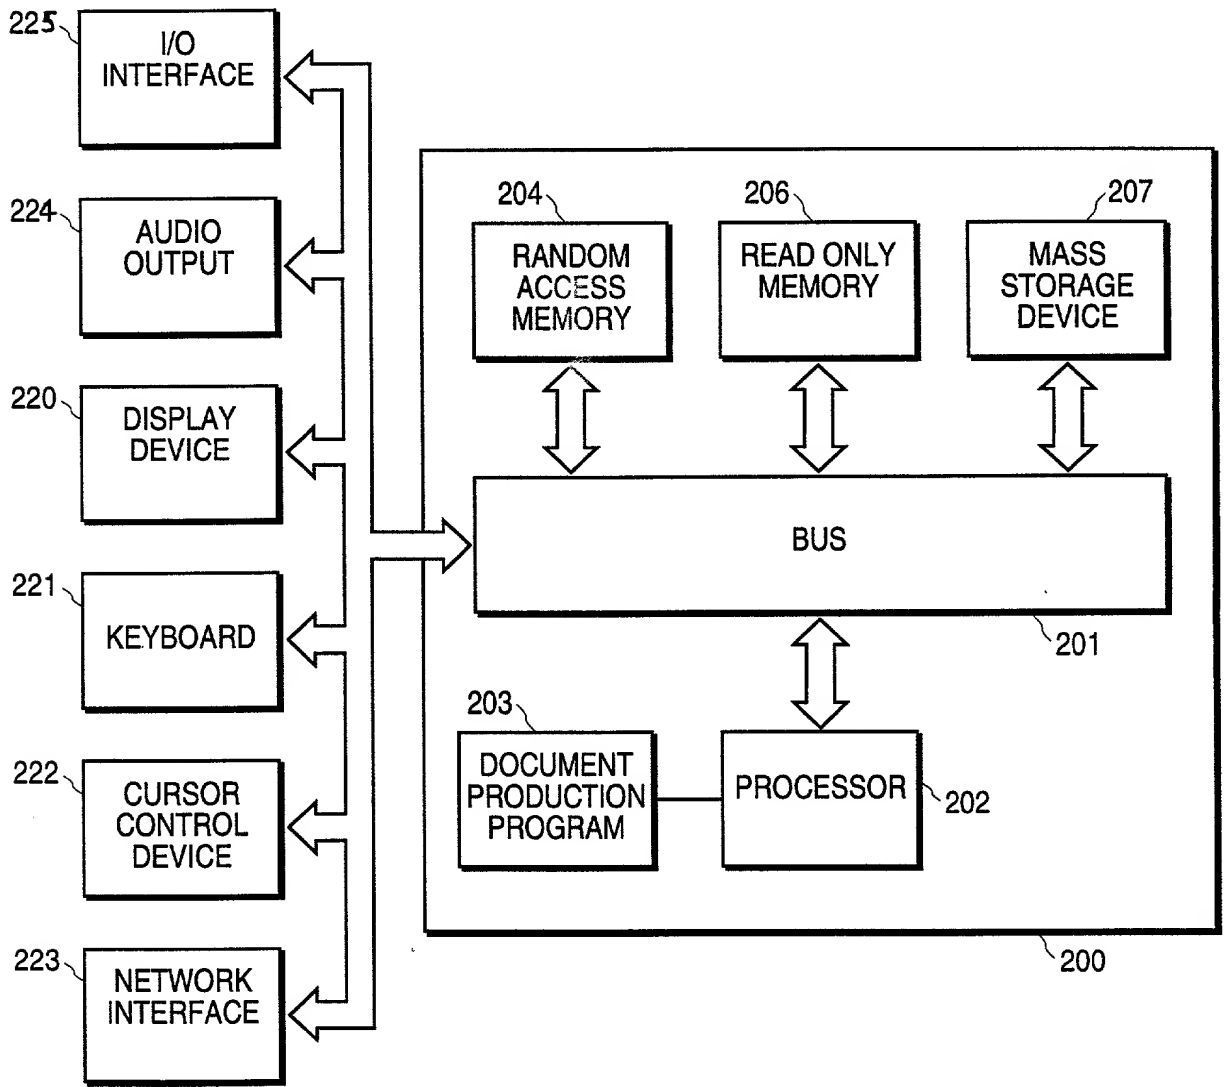 225
I/O
INTERFACE
224
AUDIO
OUTPUT
220
DISPLAY
DEVICE
221
KEYBOARD
222
CURSOR
CONTROL
DEVICE
223
NETWORK
INTERFACE
204
RANDOM
ACCESS
MEMORY
206
READ ONLY
MEMORY
207
MASS
STORAGE
DEVICE
BUS
201
203
DOCUMENT
PRODUCTION
PROGRAM
PROCESSOR
202
200